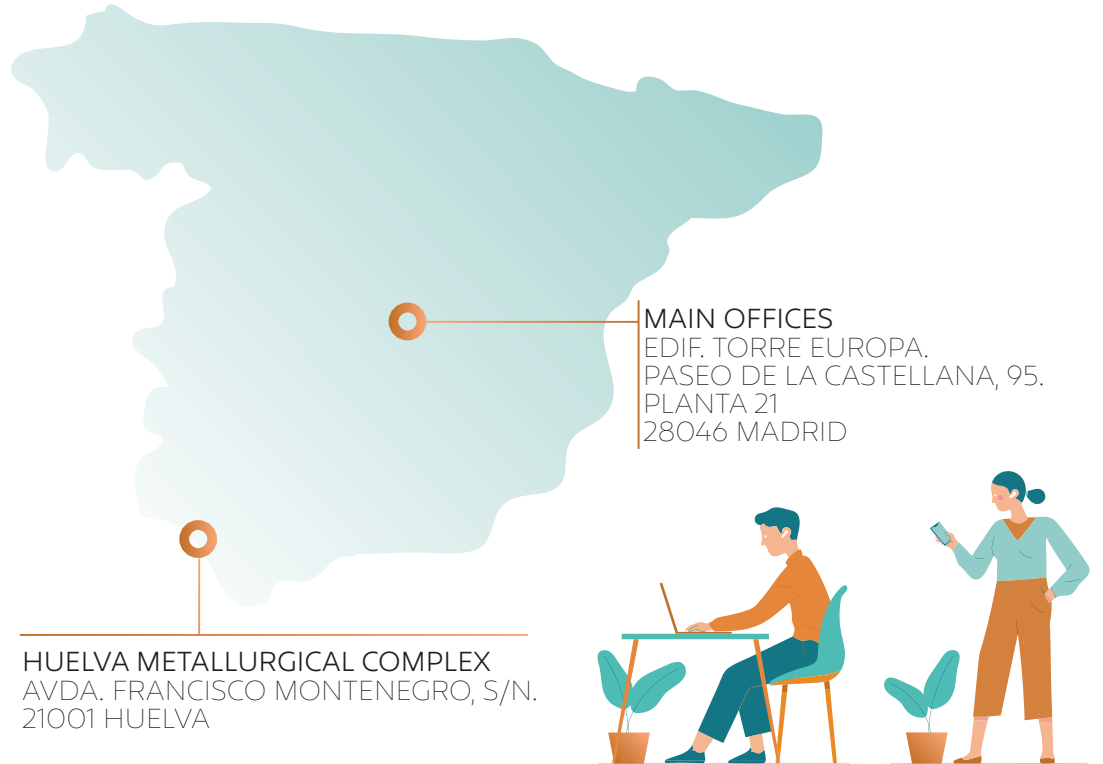 MAIN OFFICES
EDIF. TORRE EUROPA.
PASEO DE LA CASTELLANA, 95.
PLANTA 21
28046 MADRID
HUELVA METALLURGICAL COMPLEX
AVDA. FRANCISCO MONTENEGRO, S/N.
21001 HUELVA